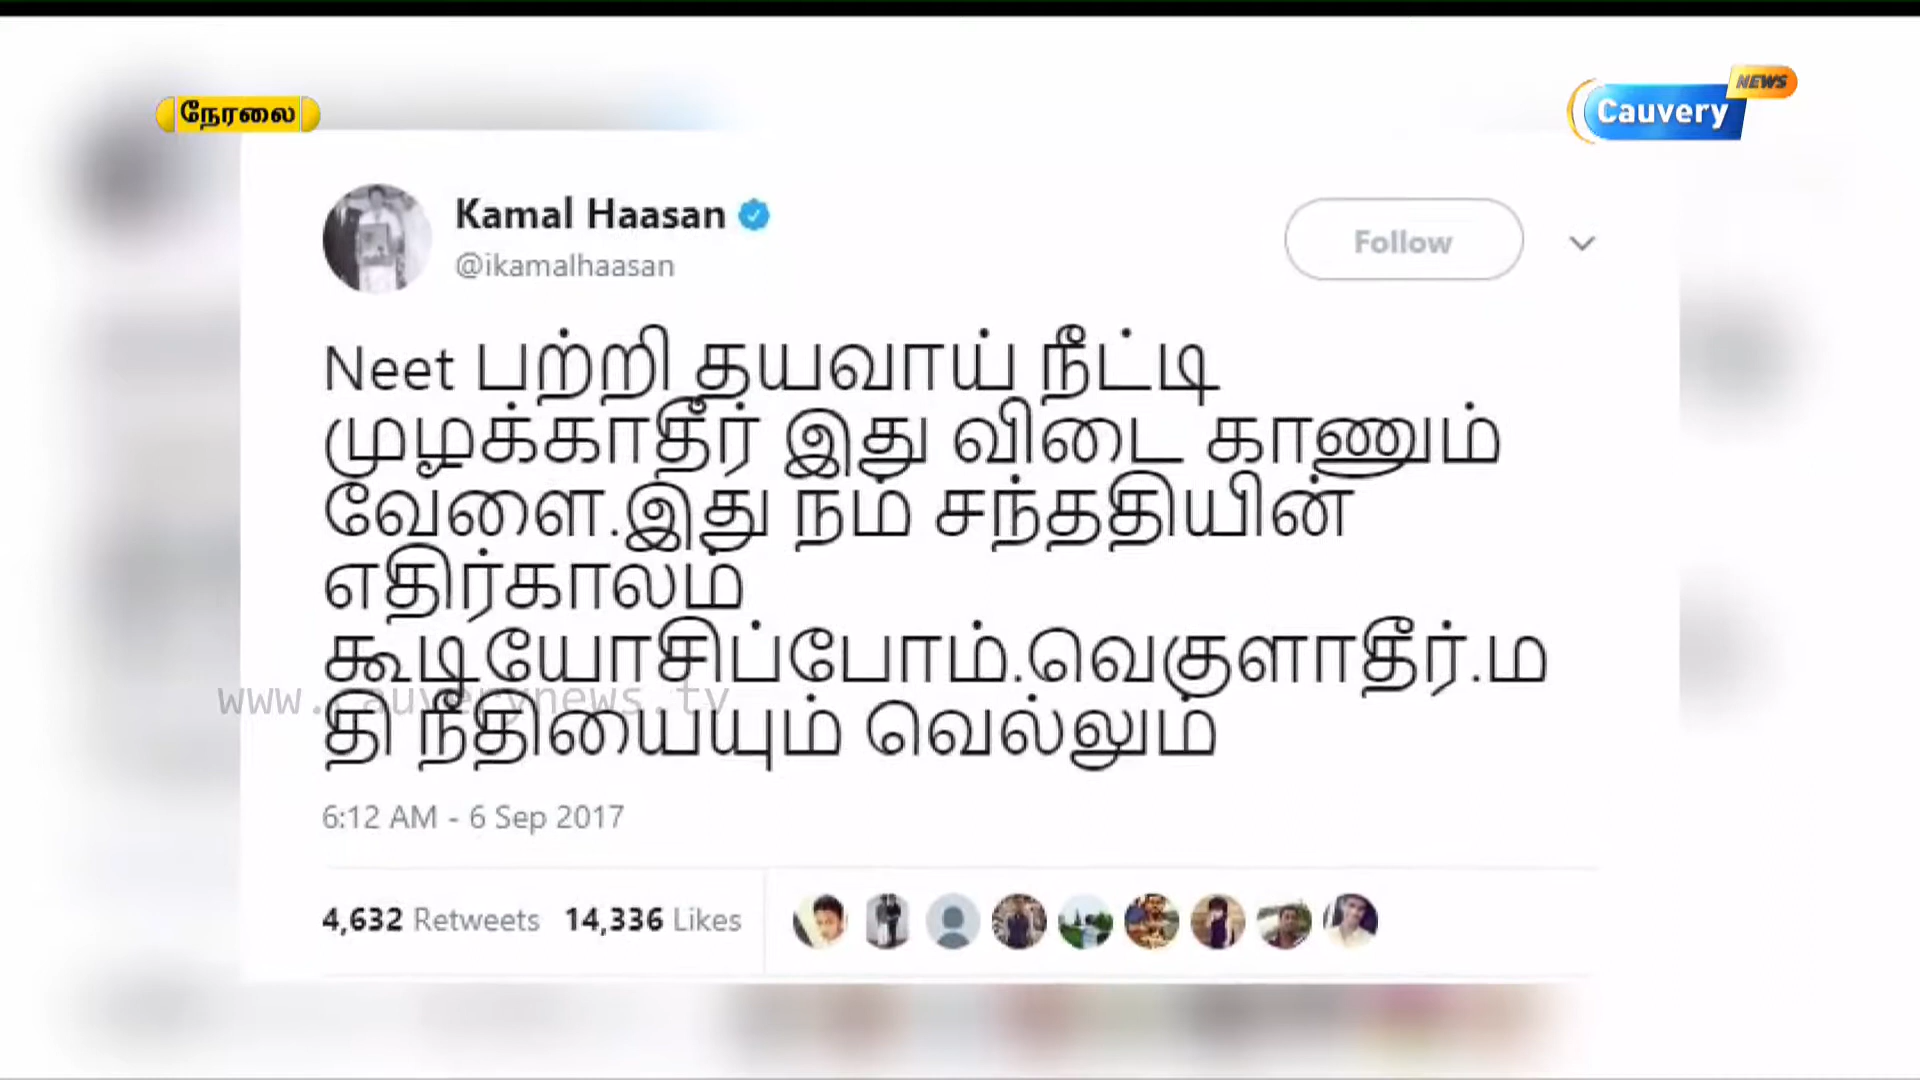 நேரலை
Cauvery NEWS
Kamal Haasan
@ikamalhaasan
Follow
Neet பற்றி தயவாய் நீட்டி
முழக்காதீர் இது விடை காணும்
வேளை.இது நம் சந்ததியின்
எதிர்காலம்
கூடியோசிப்போம்.வெகுளாதீர்.ம
தி நீதியையும் வெல்லும்
www.cauverynews.tv
6:12 AM - 6 Sep 2017
4,632 Retweets 14,336 Likes